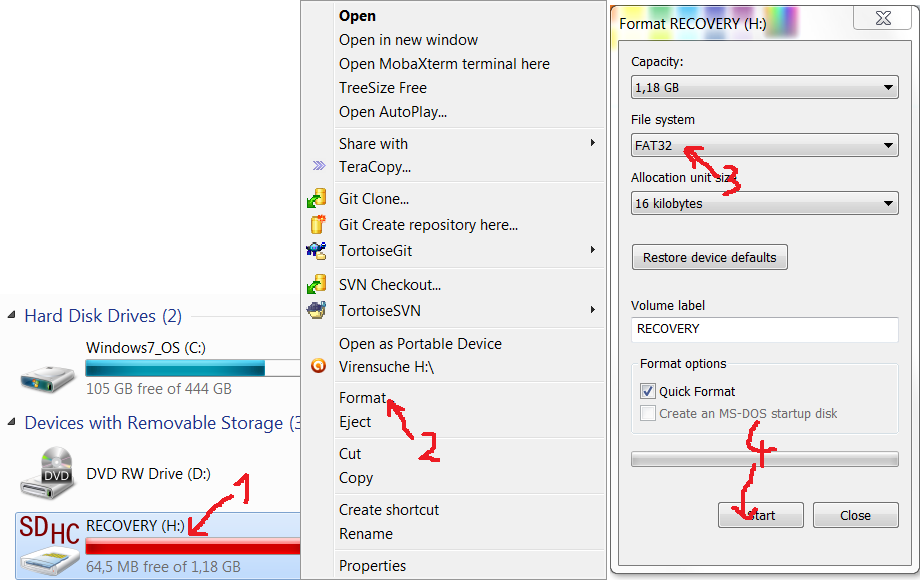 Hard Disk Drives (2)
Windows7_OS (C:)
105 GB free of 444 GB
Devices with Removable Storage (3
DVD
DVD RW Drive (D:)
1
SD HC
RECOVERY (H:)
64,5 MB free of 1,18 GB
Open
Open in new window
Open MobaXterm terminal here
TreeSize Free
Open AutoPlay...
Share with
TeraCopy...
Git Clone...
Git Create repository here...
TortoiseGit
SVN Checkout...
TortoiseSVN
Open as Portable Device
Virensuche H:\
Format...
2
Eject
Cut
Copy
Create shortcut
Rename
Properties
Format RECOVERY (H:)
Capacity:
1,18 GB
File system
FAT32
3
Allocation unit size
16 kilobytes
Restore device defaults
Volume label
RECOVERY
Format options
Quick Format
Create an MS-DOS startup disk
4
Start
Close